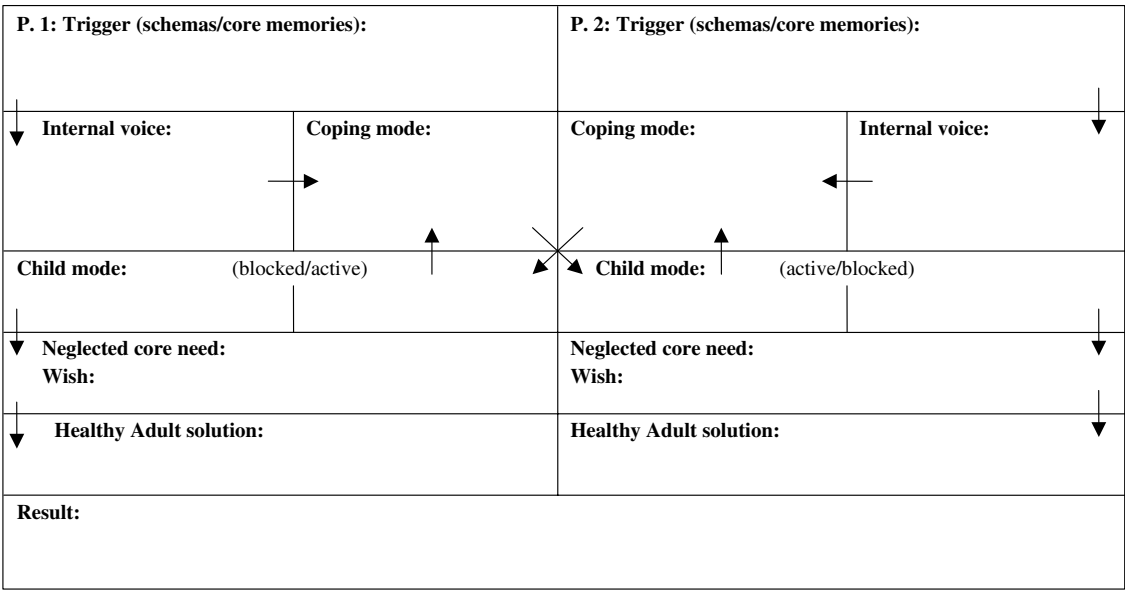 P. 1: Trigger (schemas/core memories):
P. 2: Trigger (schemas/core memories):
Internal voice:
Coping mode:
Coping mode:
Internal voice:
Child mode: (blocked/active)
Child mode: (active/blocked)
Neglected core need:
Wish:
Neglected core need:
Wish:
Healthy Adult solution:
Healthy Adult solution:
Result: